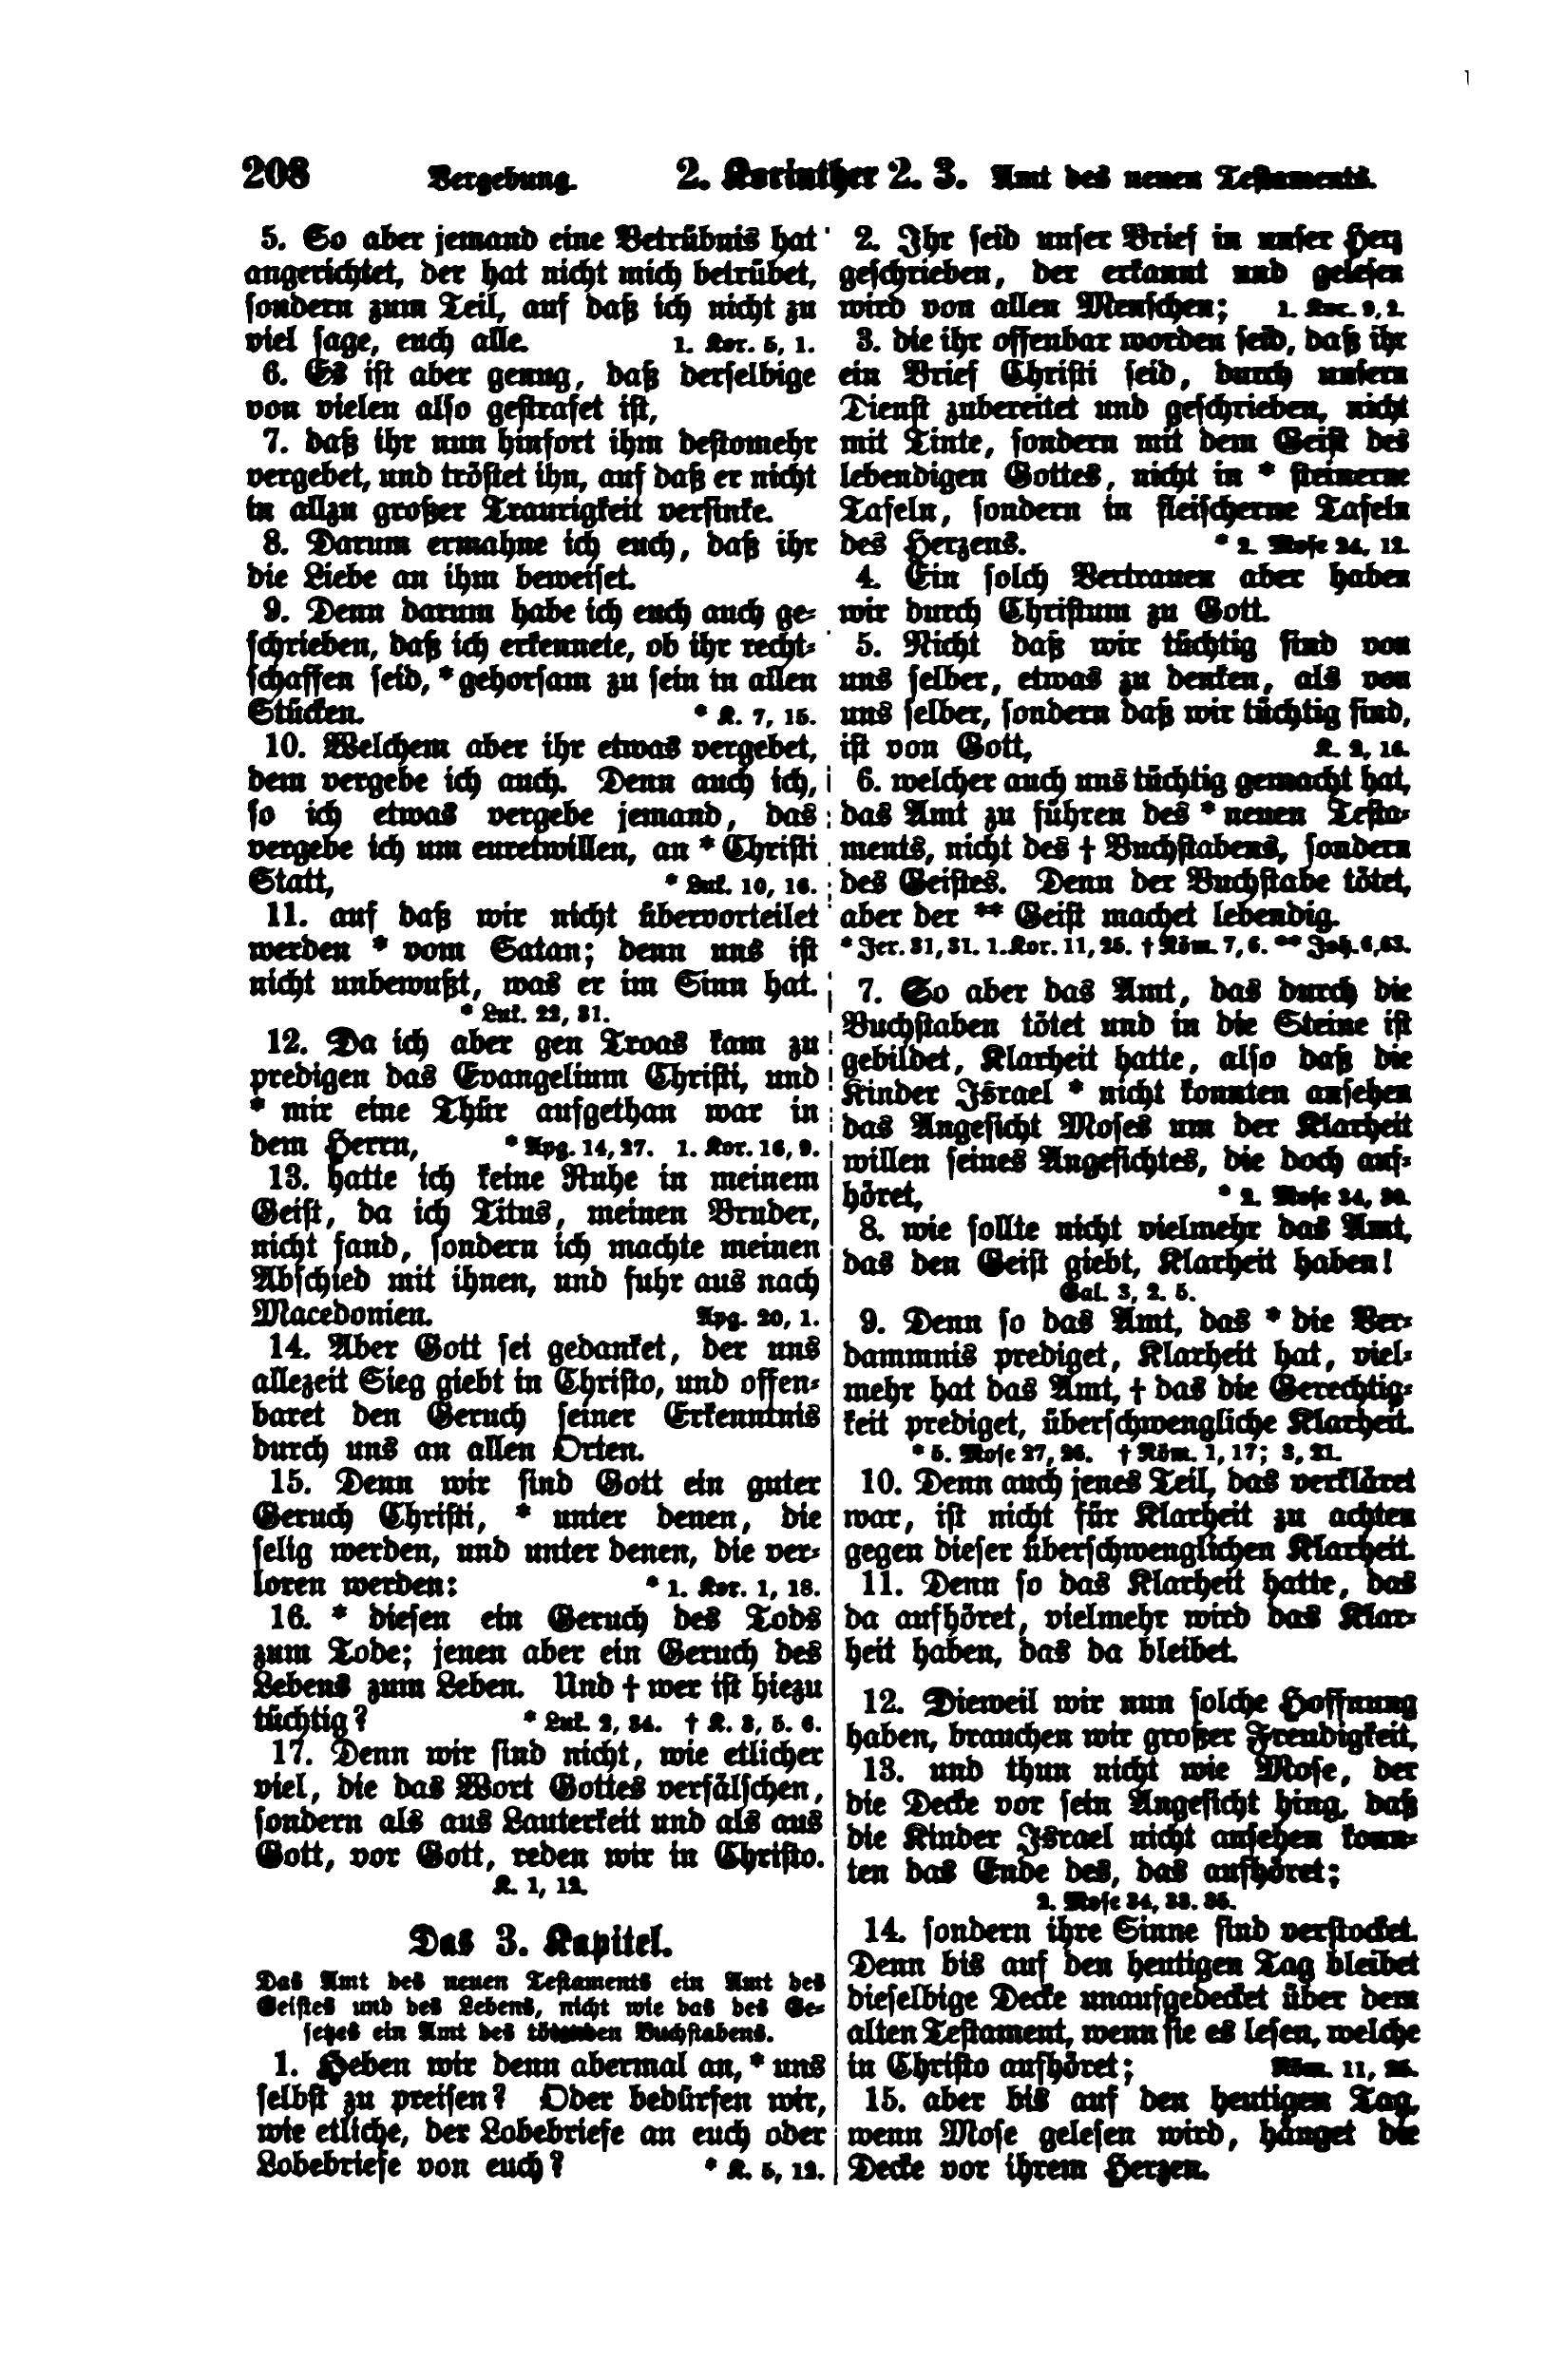 208 Vergebung. 2. Korinther 2. 3. Amt des neuen Testaments.
5. So aber jemand eine Betrübnis hat
angerichtet, der hat nicht mich betrübet,
sondern zum Teil, auf daß ich nicht zu
viel sage, euch alle. 1. Kor. 5, 1.
6. Es ist aber genug, daß derselbige
von vielen also gestrafet ist,
7. daß ihr nun hinfort ihm destomehr
vergebet, und tröstet ihn, auf daß er nicht
in allzu großer Traurigkeit versinke.
8. Darum ermahne ich euch, daß ihr
die Liebe an ihm beweiset.
9. Denn darum habe ich euch auch ge-
schrieben, daß ich erkennete, ob ihr recht-
schaffen seid, * gehorsam zu sein in allen
Stücken. * K. 7, 15.
10. Welchem aber ihr etwas vergebet,
dem vergebe ich auch. Denn auch ich,
so ich etwas vergebe jemand, das
vergebe ich um euretwillen, an * Christi
Statt, * Luk. 10, 16.
11. auf daß wir nicht übervorteilet
werden * vom Satan; denn uns ist
nicht unbewußt, was er im Sinn hat.
* Luk. 22, 31.
12. Da ich aber gen Troas kam zu
predigen das Evangelium Christi, und
* mir eine Thür aufgethan war in
dem Herrn, * Apg. 14, 27. 1. Kor. 16, 9.
13. hatte ich keine Ruhe in meinem
Geist, da ich Titus, meinen Bruder,
nicht fand, sondern ich machte meinen
Abschied mit ihnen, und fuhr aus nach
Macedonien. Apg. 20, 1.
14. Aber Gott sei gedanket, der uns
allezeit Sieg giebt in Christo, und offen-
baret den Geruch seiner Erkenntnis
durch uns an allen Orten.
15. Denn wir sind Gott ein guter
Geruch Christi, * unter denen, die
selig werden, und unter denen, die ver-
loren werden: * 1. Kor. 1, 18.
16. * diesen ein Geruch des Tods
zum Tode; jenen aber ein Geruch des
Lebens zum Leben. Und † wer ist hiezu
tüchtig? * Luk. 2, 34. † K. 3, 5. 6.
17. Denn wir sind nicht, wie etlicher
viel, die das Wort Gottes verfälschen,
sondern als aus Lauterkeit und als aus
Gott, vor Gott, reden wir in Christo.
K. 1, 12.
Das 3. Kapitel.
Das Amt des neuen Testaments ein Amt des
Geistes und des Lebens, nicht wie das des Ge-
setzes ein Amt des tötenden Buchstabens.
1. Heben wir denn abermal an, * uns
selbst zu preisen? Oder bedürfen wir,
wie etliche, der Lobebriefe an euch oder
Lobebriefe von euch? * K. 5, 12.
2. Ihr seid unser Brief in unser Herz
geschrieben, der erkannt und gelesen
wird von allen Menschen; 1. Kor. 9, 2.
3. die ihr offenbar worden seid, daß ihr
ein Brief Christi seid, durch unsern
Dienst zubereitet und geschrieben, nicht
mit Tinte, sondern mit dem Geist des
lebendigen Gottes, nicht in * steinerne
Tafeln, sondern in fleischerne Tafeln
des Herzens. * 2. Mose 24, 12.
4. Ein solch Vertrauen aber haben
wir durch Christum zu Gott.
5. Nicht daß wir tüchtig sind von
uns selber, etwas zu denken, als von
uns selber, sondern daß wir tüchtig sind,
ist von Gott, K. 2, 16.
6. welcher auch uns tüchtig gemacht hat,
das Amt zu führen des * neuen Testa-
ments, nicht des † Buchstabens, sondern
des Geistes. Denn der Buchstabe tötet,
aber der ** Geist machet lebendig.
* Jer. 31, 31. 1. Kor. 11, 25. † Röm. 7, 6. ** Joh. 6, 63.
7. So aber das Amt, das durch die
Buchstaben tötet und in die Steine ist
gebildet, Klarheit hatte, also daß die
Kinder Israel * nicht konnten ansehen
das Angesicht Moses um der Klarheit
willen seines Angesichtes, die doch auf-
höret, * 2. Mose 34, 30.
8. wie sollte nicht vielmehr das Amt,
das den Geist giebt, Klarheit haben!
Gal. 3, 2. 5.
9. Denn so das Amt, das * die Ver-
dammnis prediget, Klarheit hat, viel-
mehr hat das Amt, † das die Gerechtig-
keit prediget, überschwengliche Klarheit.
* 5. Mose 27, 26. † Röm. 1, 17; 3, 21.
10. Denn auch jenes Teil, das verkläret
war, ist nicht für Klarheit zu achten
gegen dieser überschwenglichen Klarheit.
11. Denn so das Klarheit hatte, das
da aufhöret, vielmehr wird das Klar-
heit haben, das da bleibet.
12. Dieweil wir nun solche Hoffnung
haben, brauchen wir großer Freudigkeit,
13. und thun nicht wie Mose, der
die Decke vor sein Angesicht hing, daß
die Kinder Israel nicht ansehen konn-
ten das Ende des, das aufhöret;
2. Mose 34, 33. 35.
14. sondern ihre Sinne sind verstocket.
Denn bis auf den heutigen Tag bleibet
dieselbige Decke unaufgedecket über dem
alten Testament, wenn sie es lesen, welche
in Christo aufhöret; Röm. 11, 25.
15. aber bis auf den heutigen Tag,
wenn Mose gelesen wird, hänget die
Decke vor ihrem Herzen.